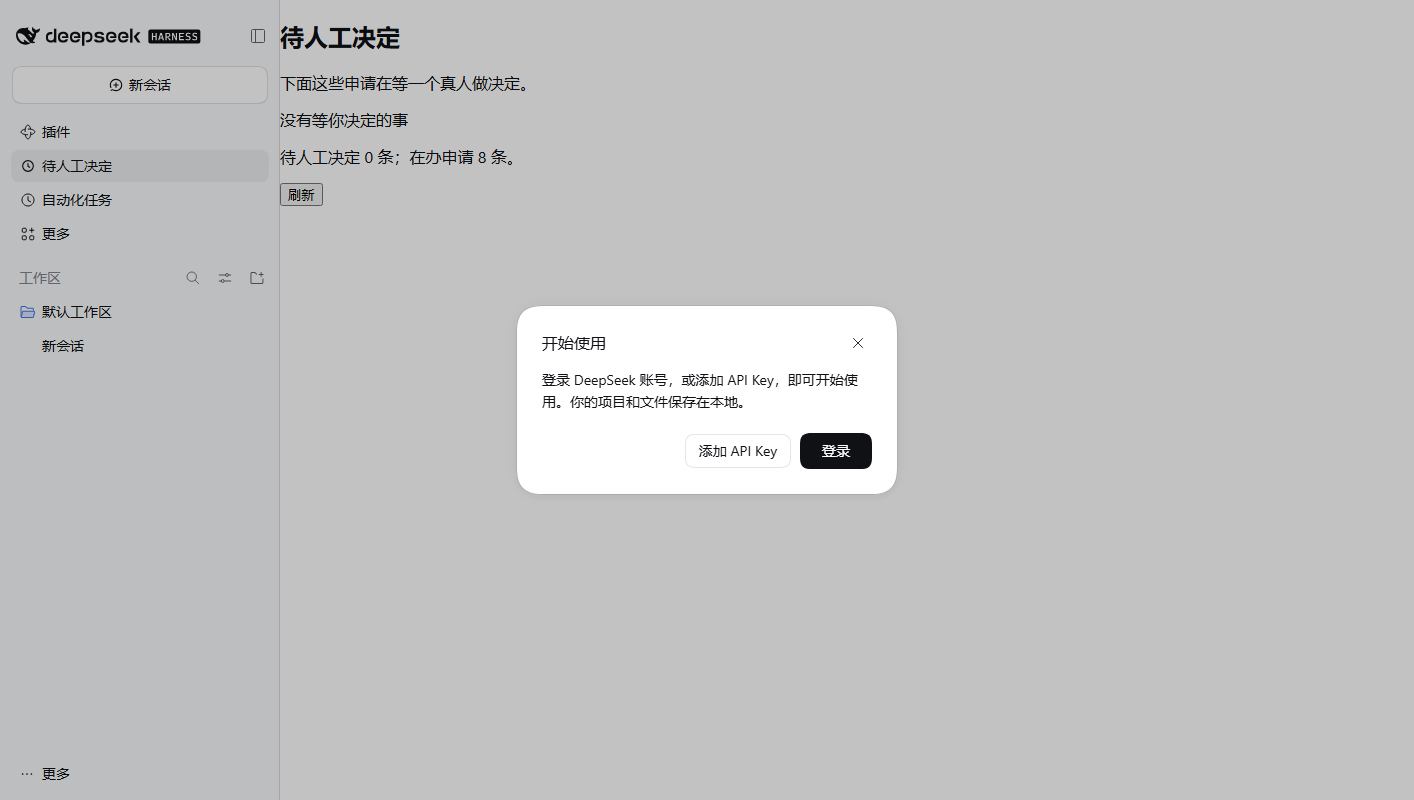 deepseek HARNESS
新会话
插件
待人工决定
自动化任务
更多
工作区
默认工作区
新会话
更多
待人工决定
下面这些申请在等一个真人做决定。
没有等你决定的事
待人工决定 0 条；在办申请 8 条。
刷新
开始使用
登录 DeepSeek 账号，或添加 API Key，即可开始使
用。你的项目和文件保存在本地。
添加 API Key
登录